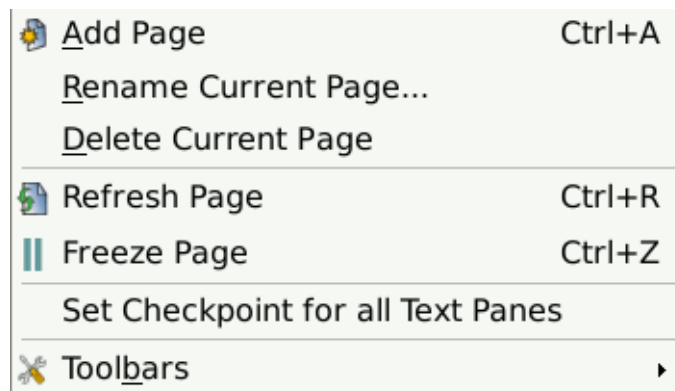 Add Page Ctrl+A
Rename Current Page...
Delete Current Page
Refresh Page Ctrl+R
Freeze Page Ctrl+Z
Set Checkpoint for all Text Panes
Toolbars